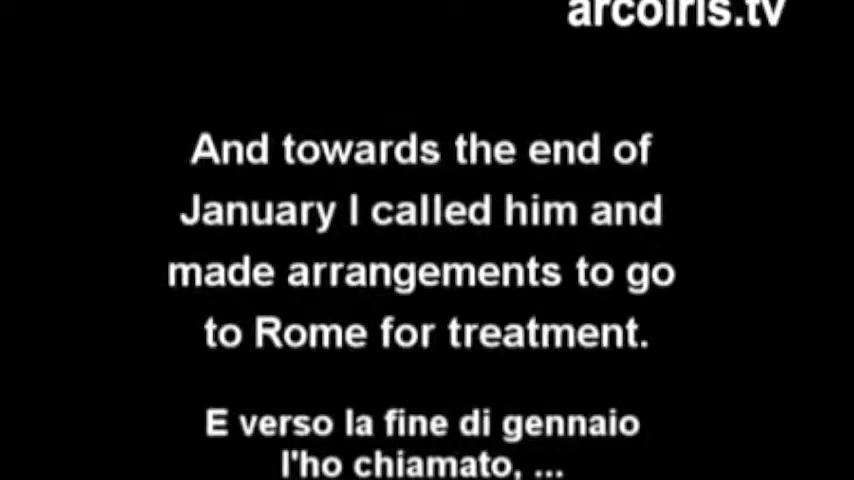 arcoiris.tv
And towards the end of
January I called him and
made arrangements to go
to Rome for treatment.
E verso la fine di gennaio
l'ho chiamato, ...